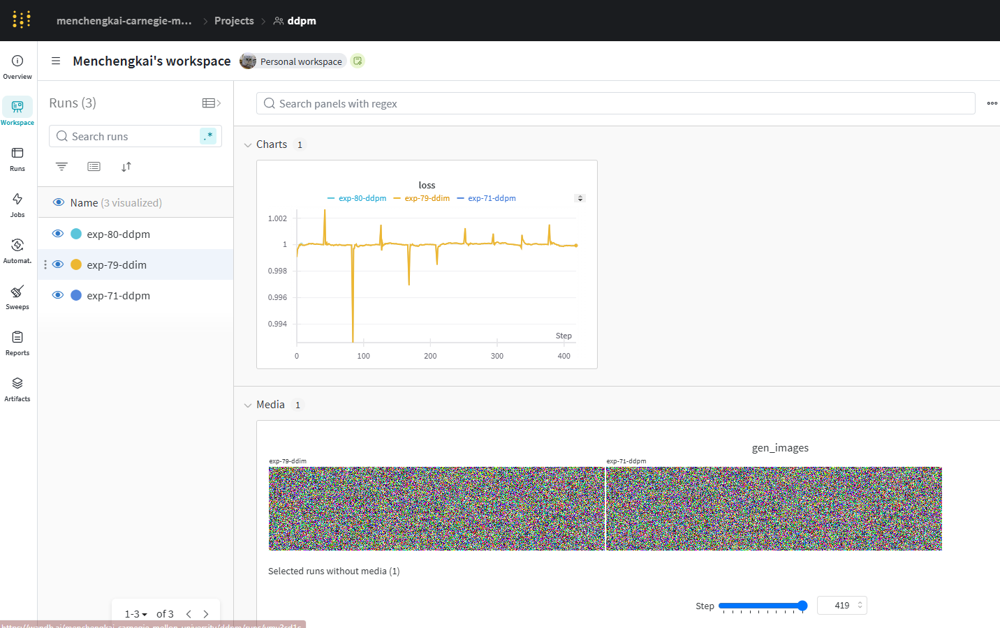 menchengkai-carnegie-m... > Projects > ddpm
Menchengkai's workspace Personal workspace
Overview
Workspace
Runs
Jobs
Automat.
Sweeps
Reports
Artifacts
Runs (3)
Search runs .*
Name (3 visualized)
exp-80-ddpm
exp-79-ddim
exp-71-ddpm
1-3 of 3
Search panels with regex
Charts 1
loss
exp-80-ddpm exp-79-ddim exp-71-ddpm
1.002
1
0.998
0.996
0.994
Step
0 100 200 300 400
Media 1
gen_images
exp-79-ddim exp-71-ddpm
Selected runs without media (1)
Step 419